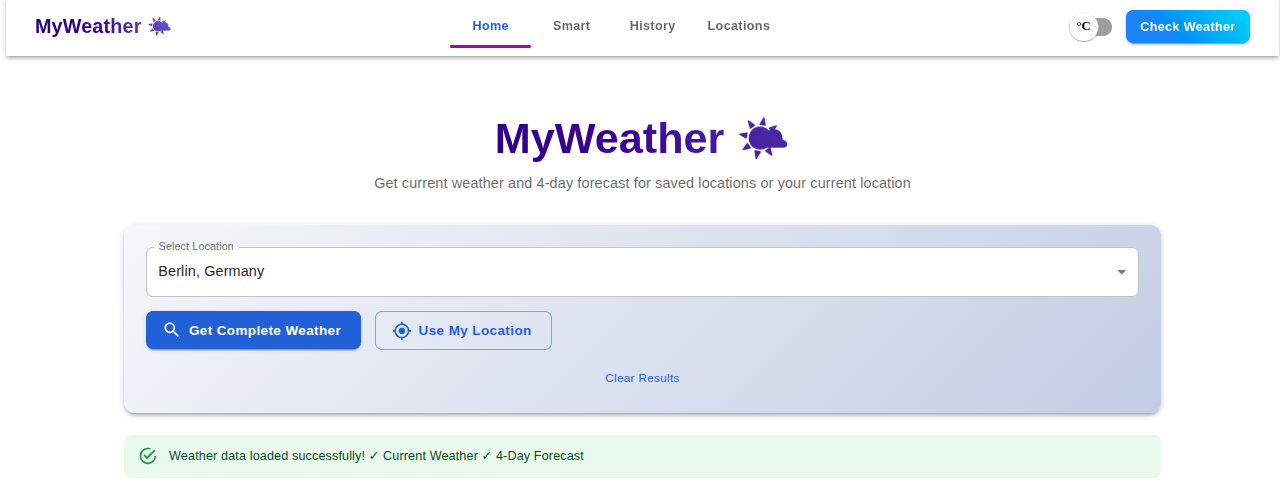 MyWeather 🌤
Home Smart History Locations
°C Check Weather
MyWeather 🌤
Get current weather and 4-day forecast for saved locations or your current location
Select Location
Berlin, Germany
Get Complete Weather Use My Location
Clear Results
Weather data loaded successfully! ✓ Current Weather ✓ 4-Day Forecast